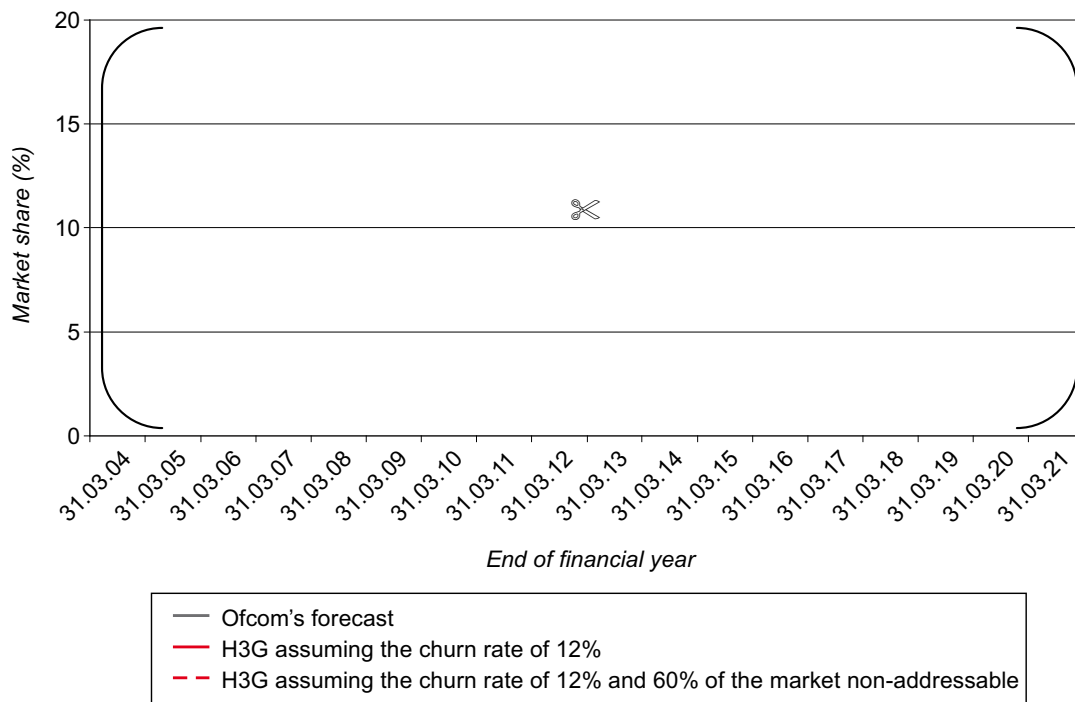 20
15
10
5
0
Market share (%)
31.03.04 31.03.05 31.03.06 31.03.07 31.03.08 31.03.09 31.03.10 31.03.11 31.03.12 31.03.13 31.03.14 31.03.15 31.03.16 31.03.17 31.03.18 31.03.19 31.03.20 31.03.21
End of financial year
Ofcom’s forecast
H3G assuming the churn rate of 12%
H3G assuming the churn rate of 12% and 60% of the market non-addressable